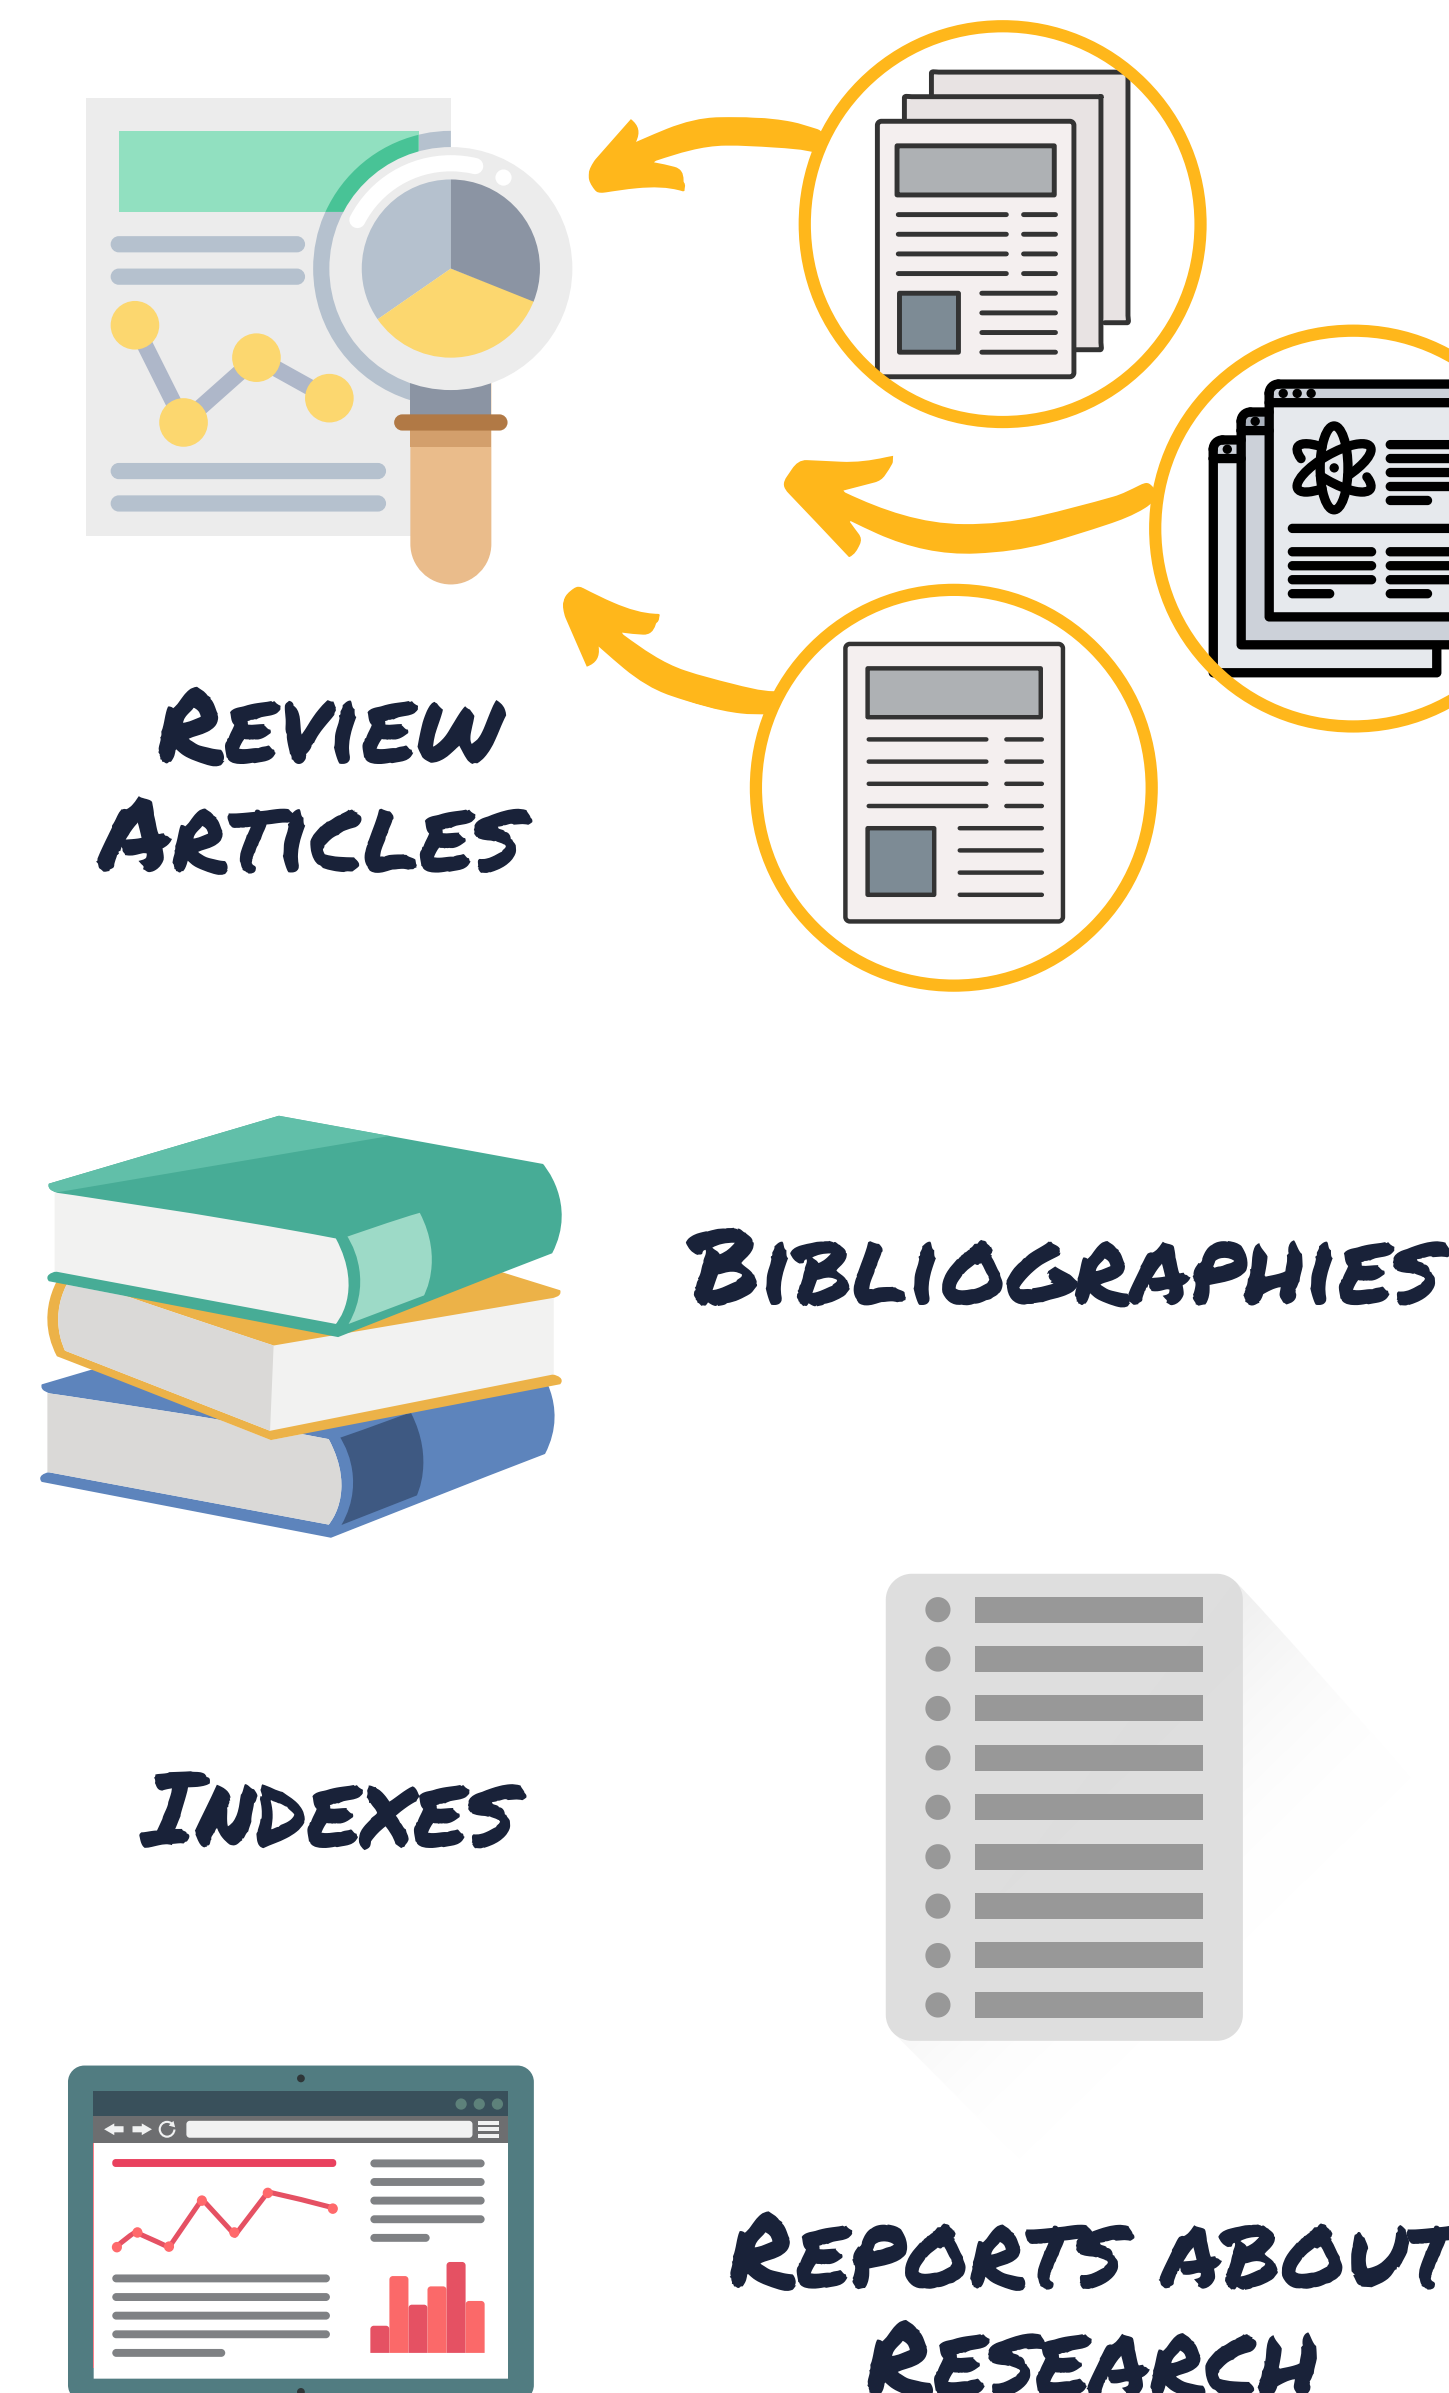 Review
Articles
Bibliographies
Indexes
Reports about
Research